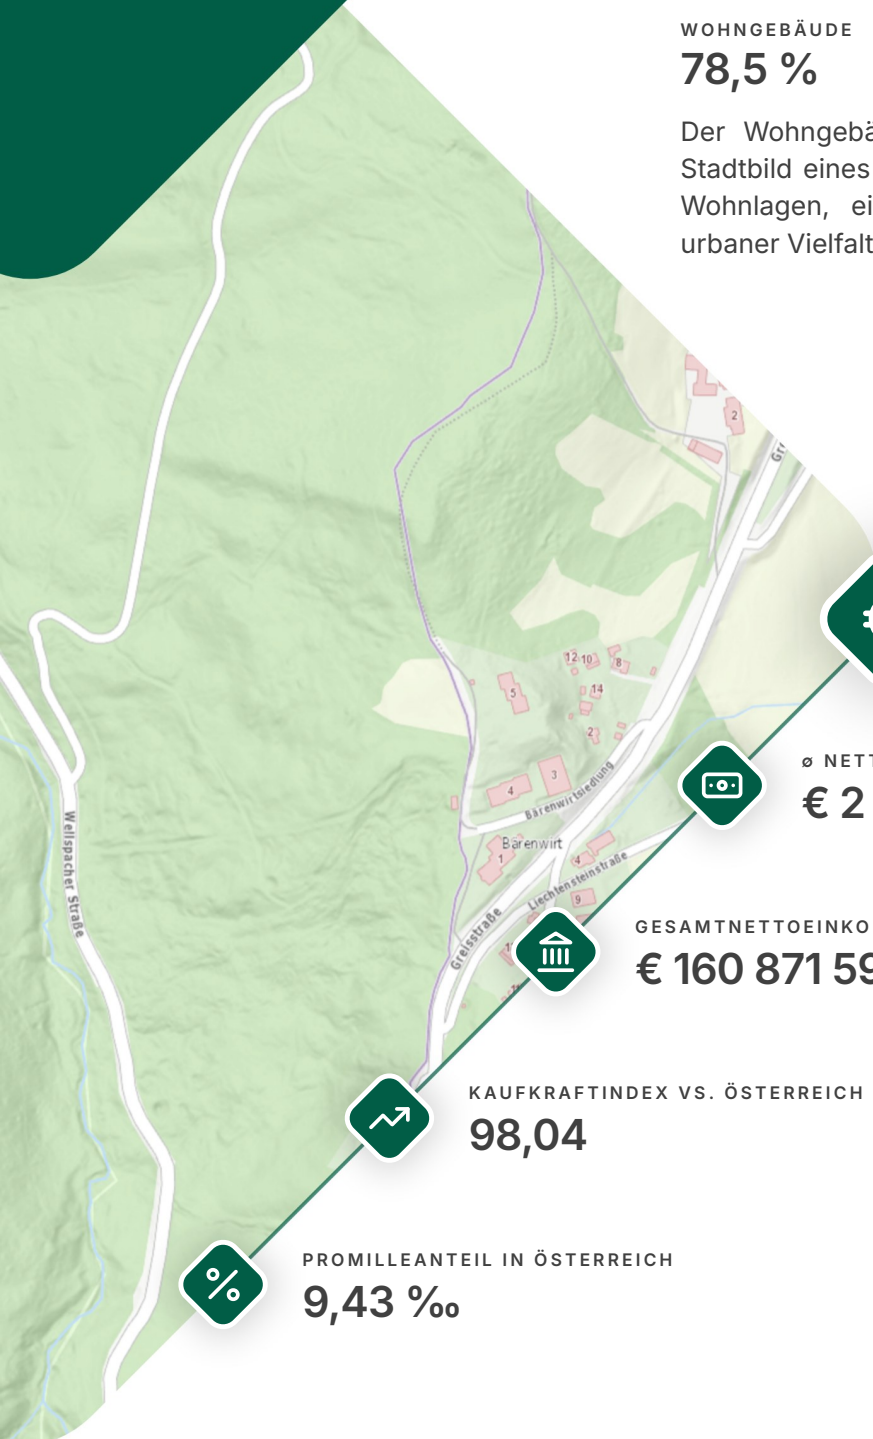 WOHNGEBÄUDE
78,5 %
Der Wohngebä
Stadtbild eines
Wohnlagen, ei
urbaner Vielfalt
2
12 10 8
5
14
2
3
4
Bärenwirtsiedlung
Bärenwirt
1
4
Liechtensteinstraße
9
Greisstraße
Wellspacher Straße
ø NETT
€ 2
GESAMTNETTOEINKO
€ 160 871 59
KAUFKRAFTINDEX VS. ÖSTERREICH
98,04
PROMILLEANTEIL IN ÖSTERREICH
9,43 ‰